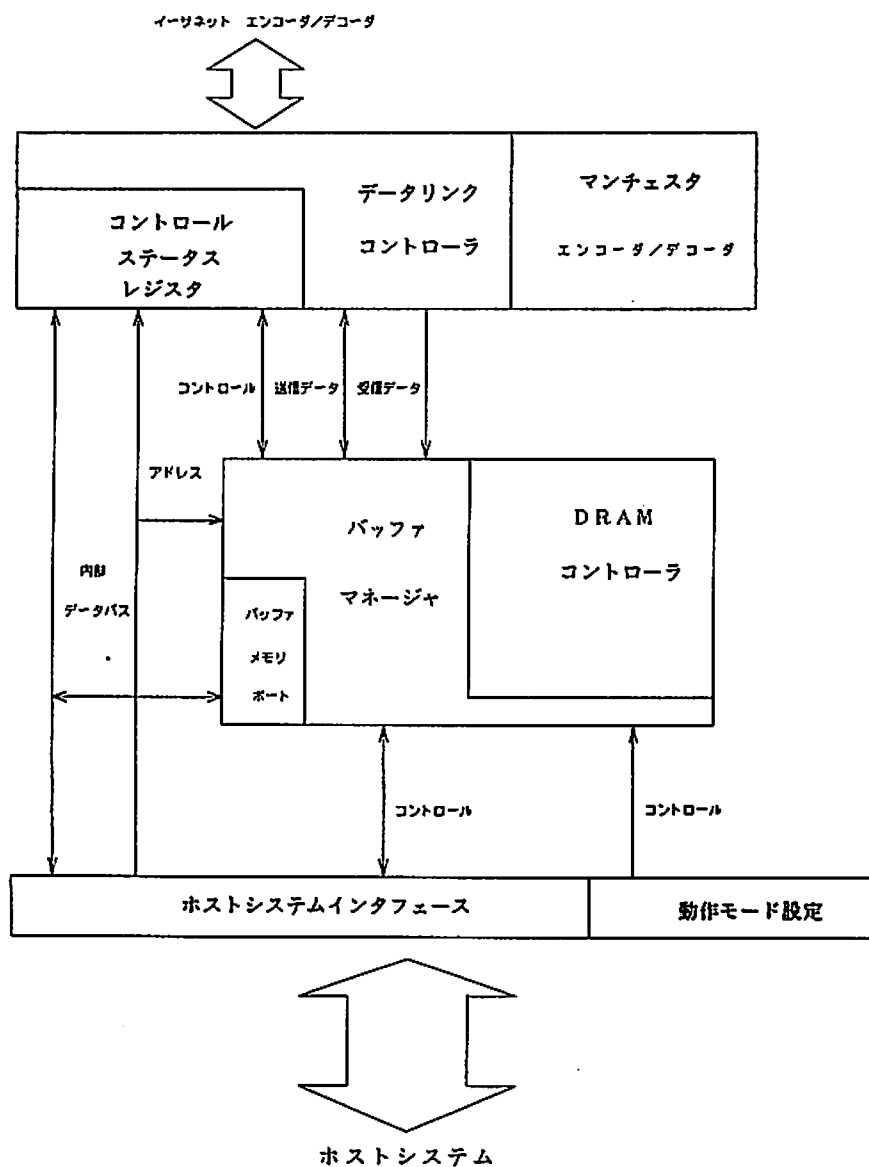 イーサネット エンコーダ/デコーダ
データリンク
コントローラ
マンチェスタ
エンコーダ/デコーダ
コントロール
ステータス
レジスタ
コントロール
送信データ
受信データ
アドレス
内部
データバス
バッファ
マネージャ
DRAM
コントローラ
バッファ
メモリ
ポート
コントロール
コントロール
ホストシステムインタフェース
動作モード設定
ホストシステム